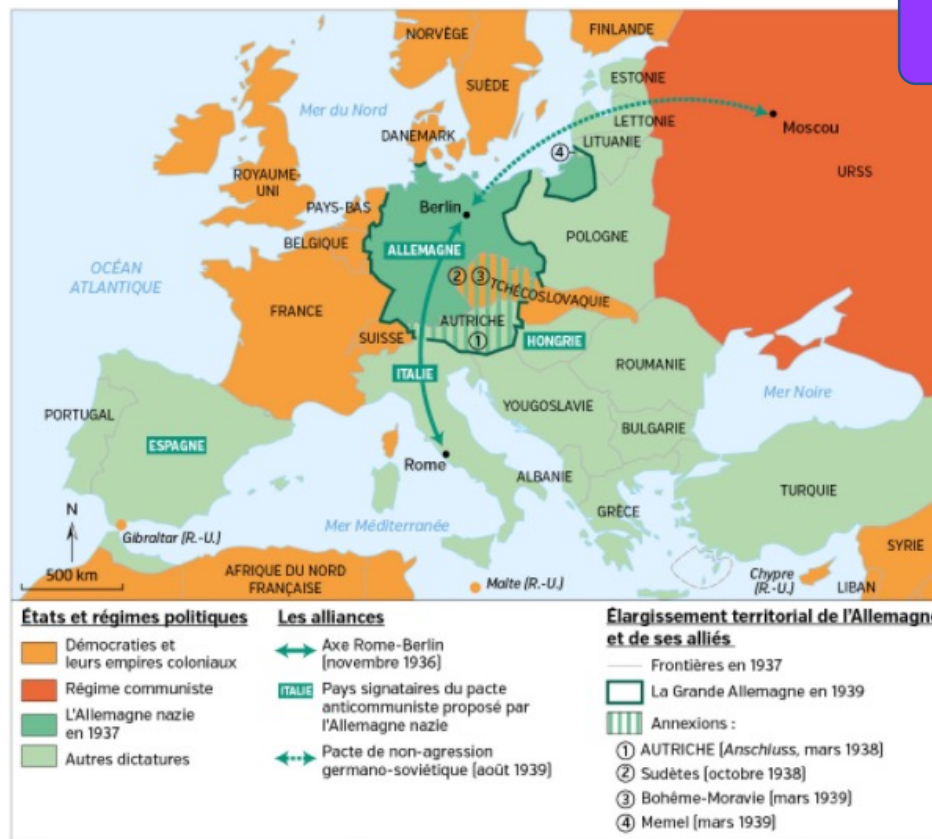 NORVÈGE
FINLANDE
SUÈDE
ESTONIE
Mer du Nord
LETTONIE
Moscou
DANEMARK
LITUANIE
④
ROYAUME-
UNI
URSS
PAYS-BAS
Berlin
BELGIQUE
ALLEMAGNE
POLOGNE
OCÉAN
ATLANTIQUE
② ③ TCHÉCOSLOVAQUIE
FRANCE
AUTRICHE
SUISSE
①
HONGRIE
ROUMANIE
ITALIE
Mer Noire
YOUGOSLAVIE
PORTUGAL
BULGARIE
ESPAGNE
Rome
ALBANIE
TURQUIE
N
GRÈCE
Mer Méditerranée
Gibraltar (R.-U.)
SYRIE
500 km
AFRIQUE DU NORD
FRANÇAISE
Malte (R.-U.)
Chypre
(R.-U.)
LIBAN
États et régimes politiques
Démocraties et
leurs empires coloniaux
Régime communiste
L'Allemagne nazie
en 1937
Autres dictatures
Les alliances
Axe Rome-Berlin
(novembre 1936)
ITALIE Pays signataires du pacte
anticommuniste proposé par
l'Allemagne nazie
Pacte de non-agression
germano-soviétique (août 1939)
Élargissement territorial de l'Allemagne
et de ses alliés
Frontières en 1937
La Grande Allemagne en 1939
Annexions :
① AUTRICHE (Anschluss, mars 1938)
② Sudètes (octobre 1938)
③ Bohême-Moravie (mars 1939)
④ Memel (mars 1939)